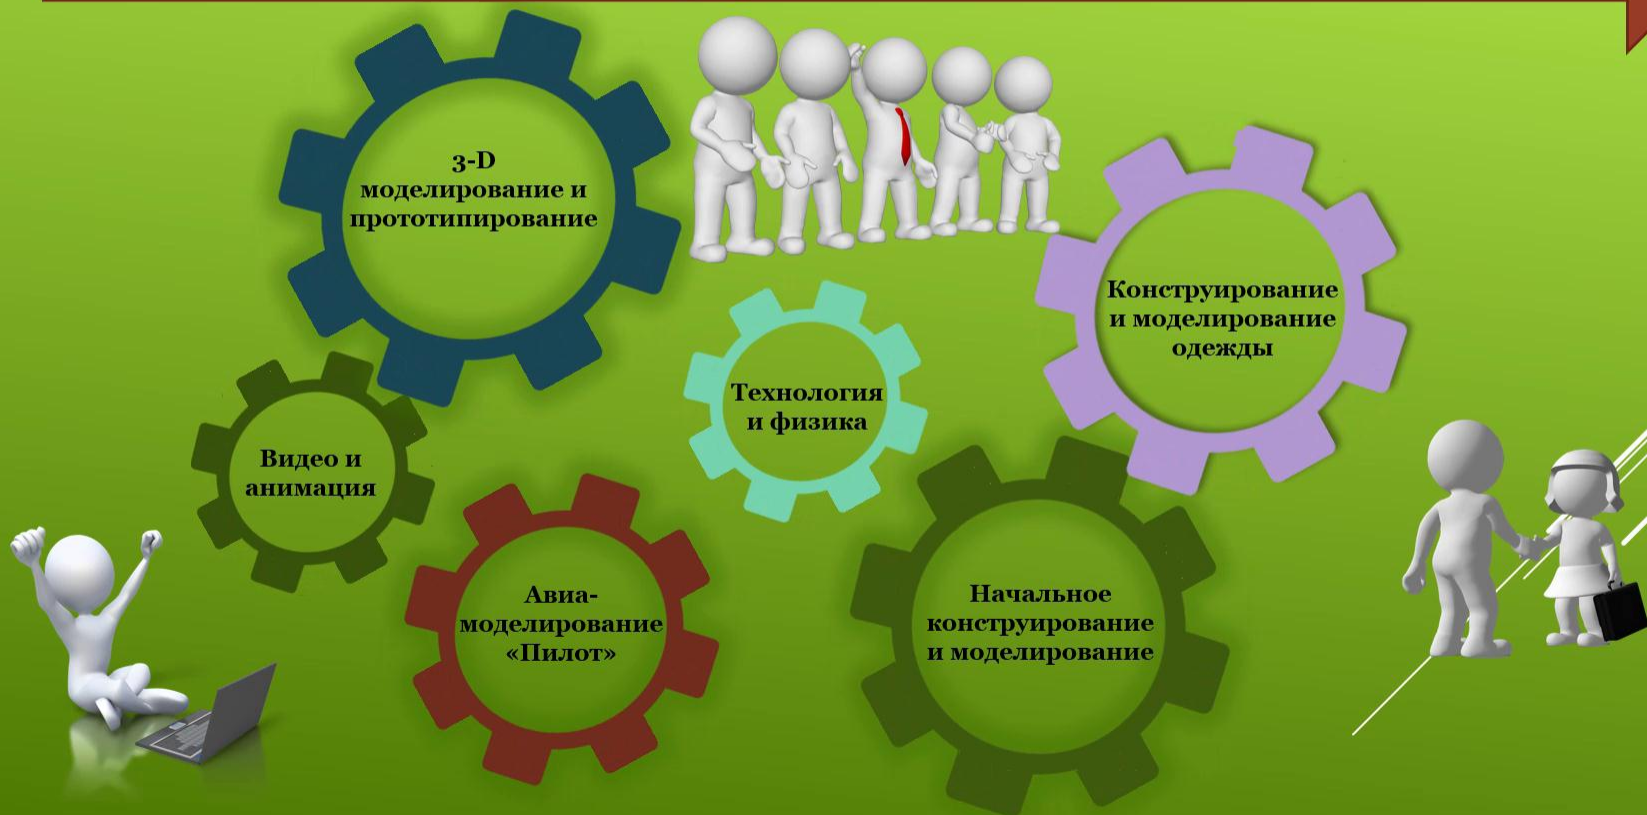 3-D
моделирование и
прототипирование
Конструирование
и моделирование
одежды
Технология
и физика
Видео и
анимация
Авиа-
моделирование
«Пилот»
Начальное
конструирование
и моделирование